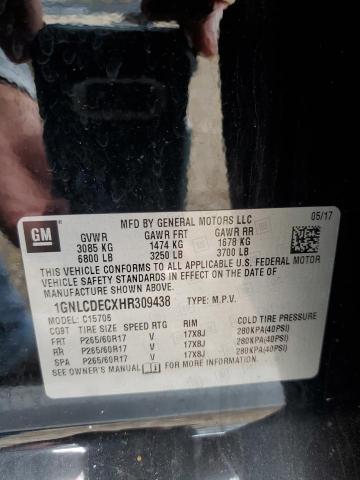 MFD BY GENERAL MOTORS LLC 05/17
GM
GVWR GAWR FRT GAWR RR
3085 KG 1474 KG 1678 KG
6800 LB 3250 LB 3700 LB
THIS VEHICLE CONFORMS TO ALL APPLICABLE U.S. FEDERAL MOTOR
VEHICLE SAFETY STANDARDS IN EFFECT ON THE DATE OF
MANUFACTURE SHOWN ABOVE.
1GNLCDECXHR309438 TYPE: M.P.V.
MODEL: C15706
CG9T TIRE SIZE SPEED RTG RIM COLD TIRE PRESSURE
FRT P265/60R17 V 17X8J 280KPA(40PSI)
RR P265/60R17 V 17X8J 280KPA(40PSI)
SPA P265/60R17 V 17X8J 280KPA(40PSI)
SEE OWNER'S MANUAL FOR ADDITIONAL INFORMATION.